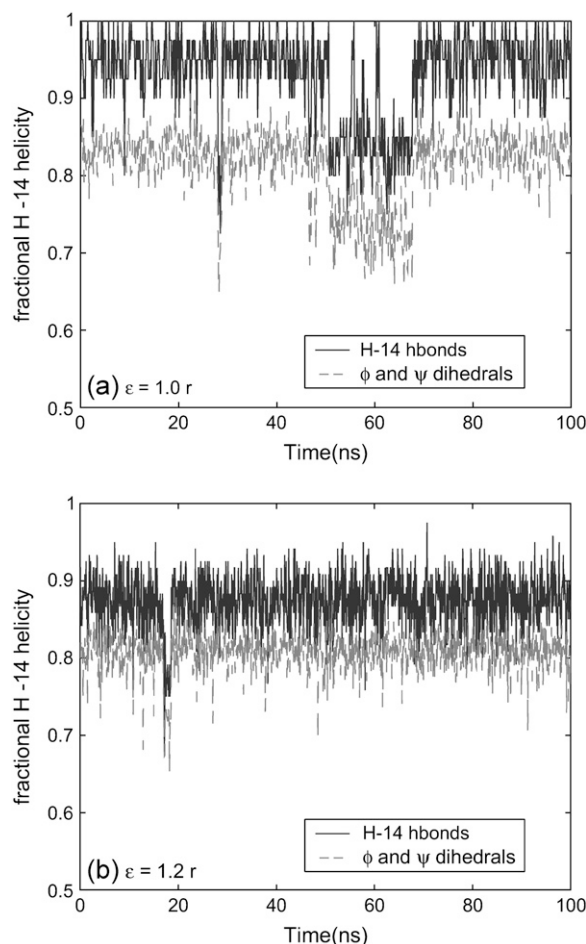 1
0.9
0.8
0.7
0.6
0.5
fractional H -14 helicity
H-14 hbonds
ϕ and ψ dihedrals
(a) ε = 1.0 r
0 20 40 60 80 100
Time(ns)
1
0.9
0.8
0.7
0.6
0.5
fractional H -14 helicity
H-14 hbonds
ϕ and ψ dihedrals
(b) ε = 1.2 r
0 20 40 60 80 100
Time(ns)